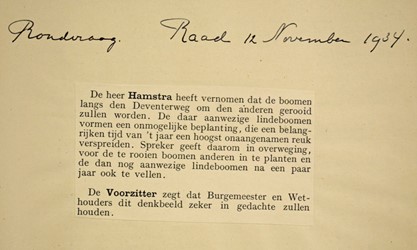 Rondvraag. Raad 12 November 1934.
De heer Hamstra heeft vernomen dat de boomen
langs den Deventerweg om den anderen gerooid
zullen worden. De daar aanwezige lindeboomen
vormen een onmogelijke beplanting, die een belang-
rijken tijd van 't jaar een hoogst onaangenamen reuk
verspreiden. Spreker geeft daarom in overweging,
voor de te rooien boomen anderen in te planten en
de dan nog aanwezige lindeboomen na een paar
jaar ook te vellen.
De Voorzitter zegt dat Burgemeester en Wet-
houders dit denkbeeld zeker in gedachte zullen
houden.